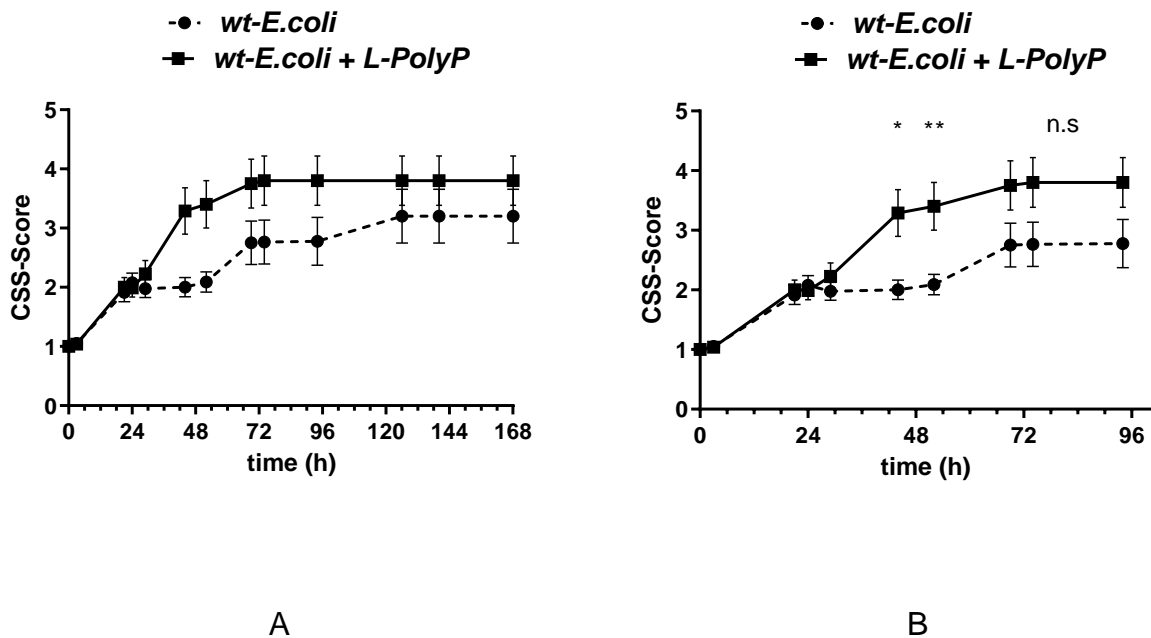 wt-E.coli
wt-E.coli + L-PolyP
5
4
3
2
1
0
CSS-Score
0 24 48 72 96 120 144 168
time (h)
A
wt-E.coli
wt-E.coli + L-PolyP
* ** n.s
5
4
3
2
1
0
CSS-Score
0 24 48 72 96
time (h)
B